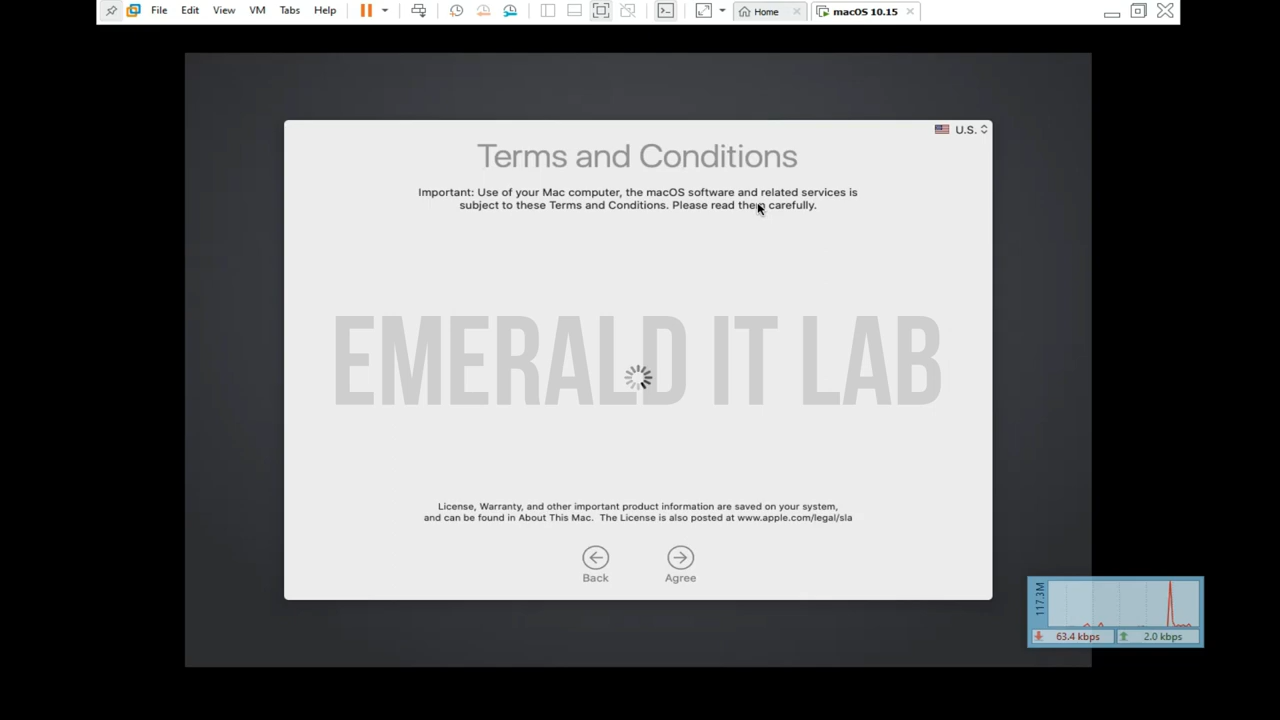 File Edit View VM Tabs Help Home macOS 10.15
U.S.
Terms and Conditions
Important: Use of your Mac computer, the macOS software and related services is
subject to these Terms and Conditions. Please read them carefully.
EMERALD IT LAB
License, Warranty, and other important product information are saved on your system,
and can be found in About This Mac. The License is also posted at www.apple.com/legal/sla
Back Agree
117.3M
63.4 kbps 2.0 kbps